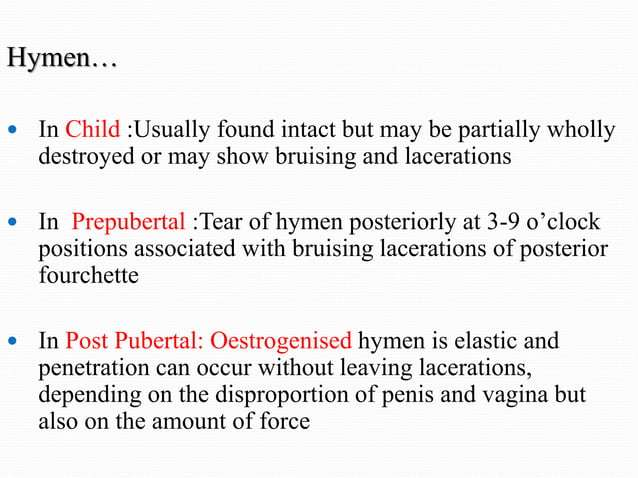 Hymen…
• In Child :Usually found intact but may be partially wholly
destroyed or may show bruising and lacerations
• In Prepubertal :Tear of hymen posteriorly at 3-9 o’clock
positions associated with bruising lacerations of posterior
fourchette
• In Post Pubertal: Oestrogenised hymen is elastic and
penetration can occur without leaving lacerations,
depending on the disproportion of penis and vagina but
also on the amount of force